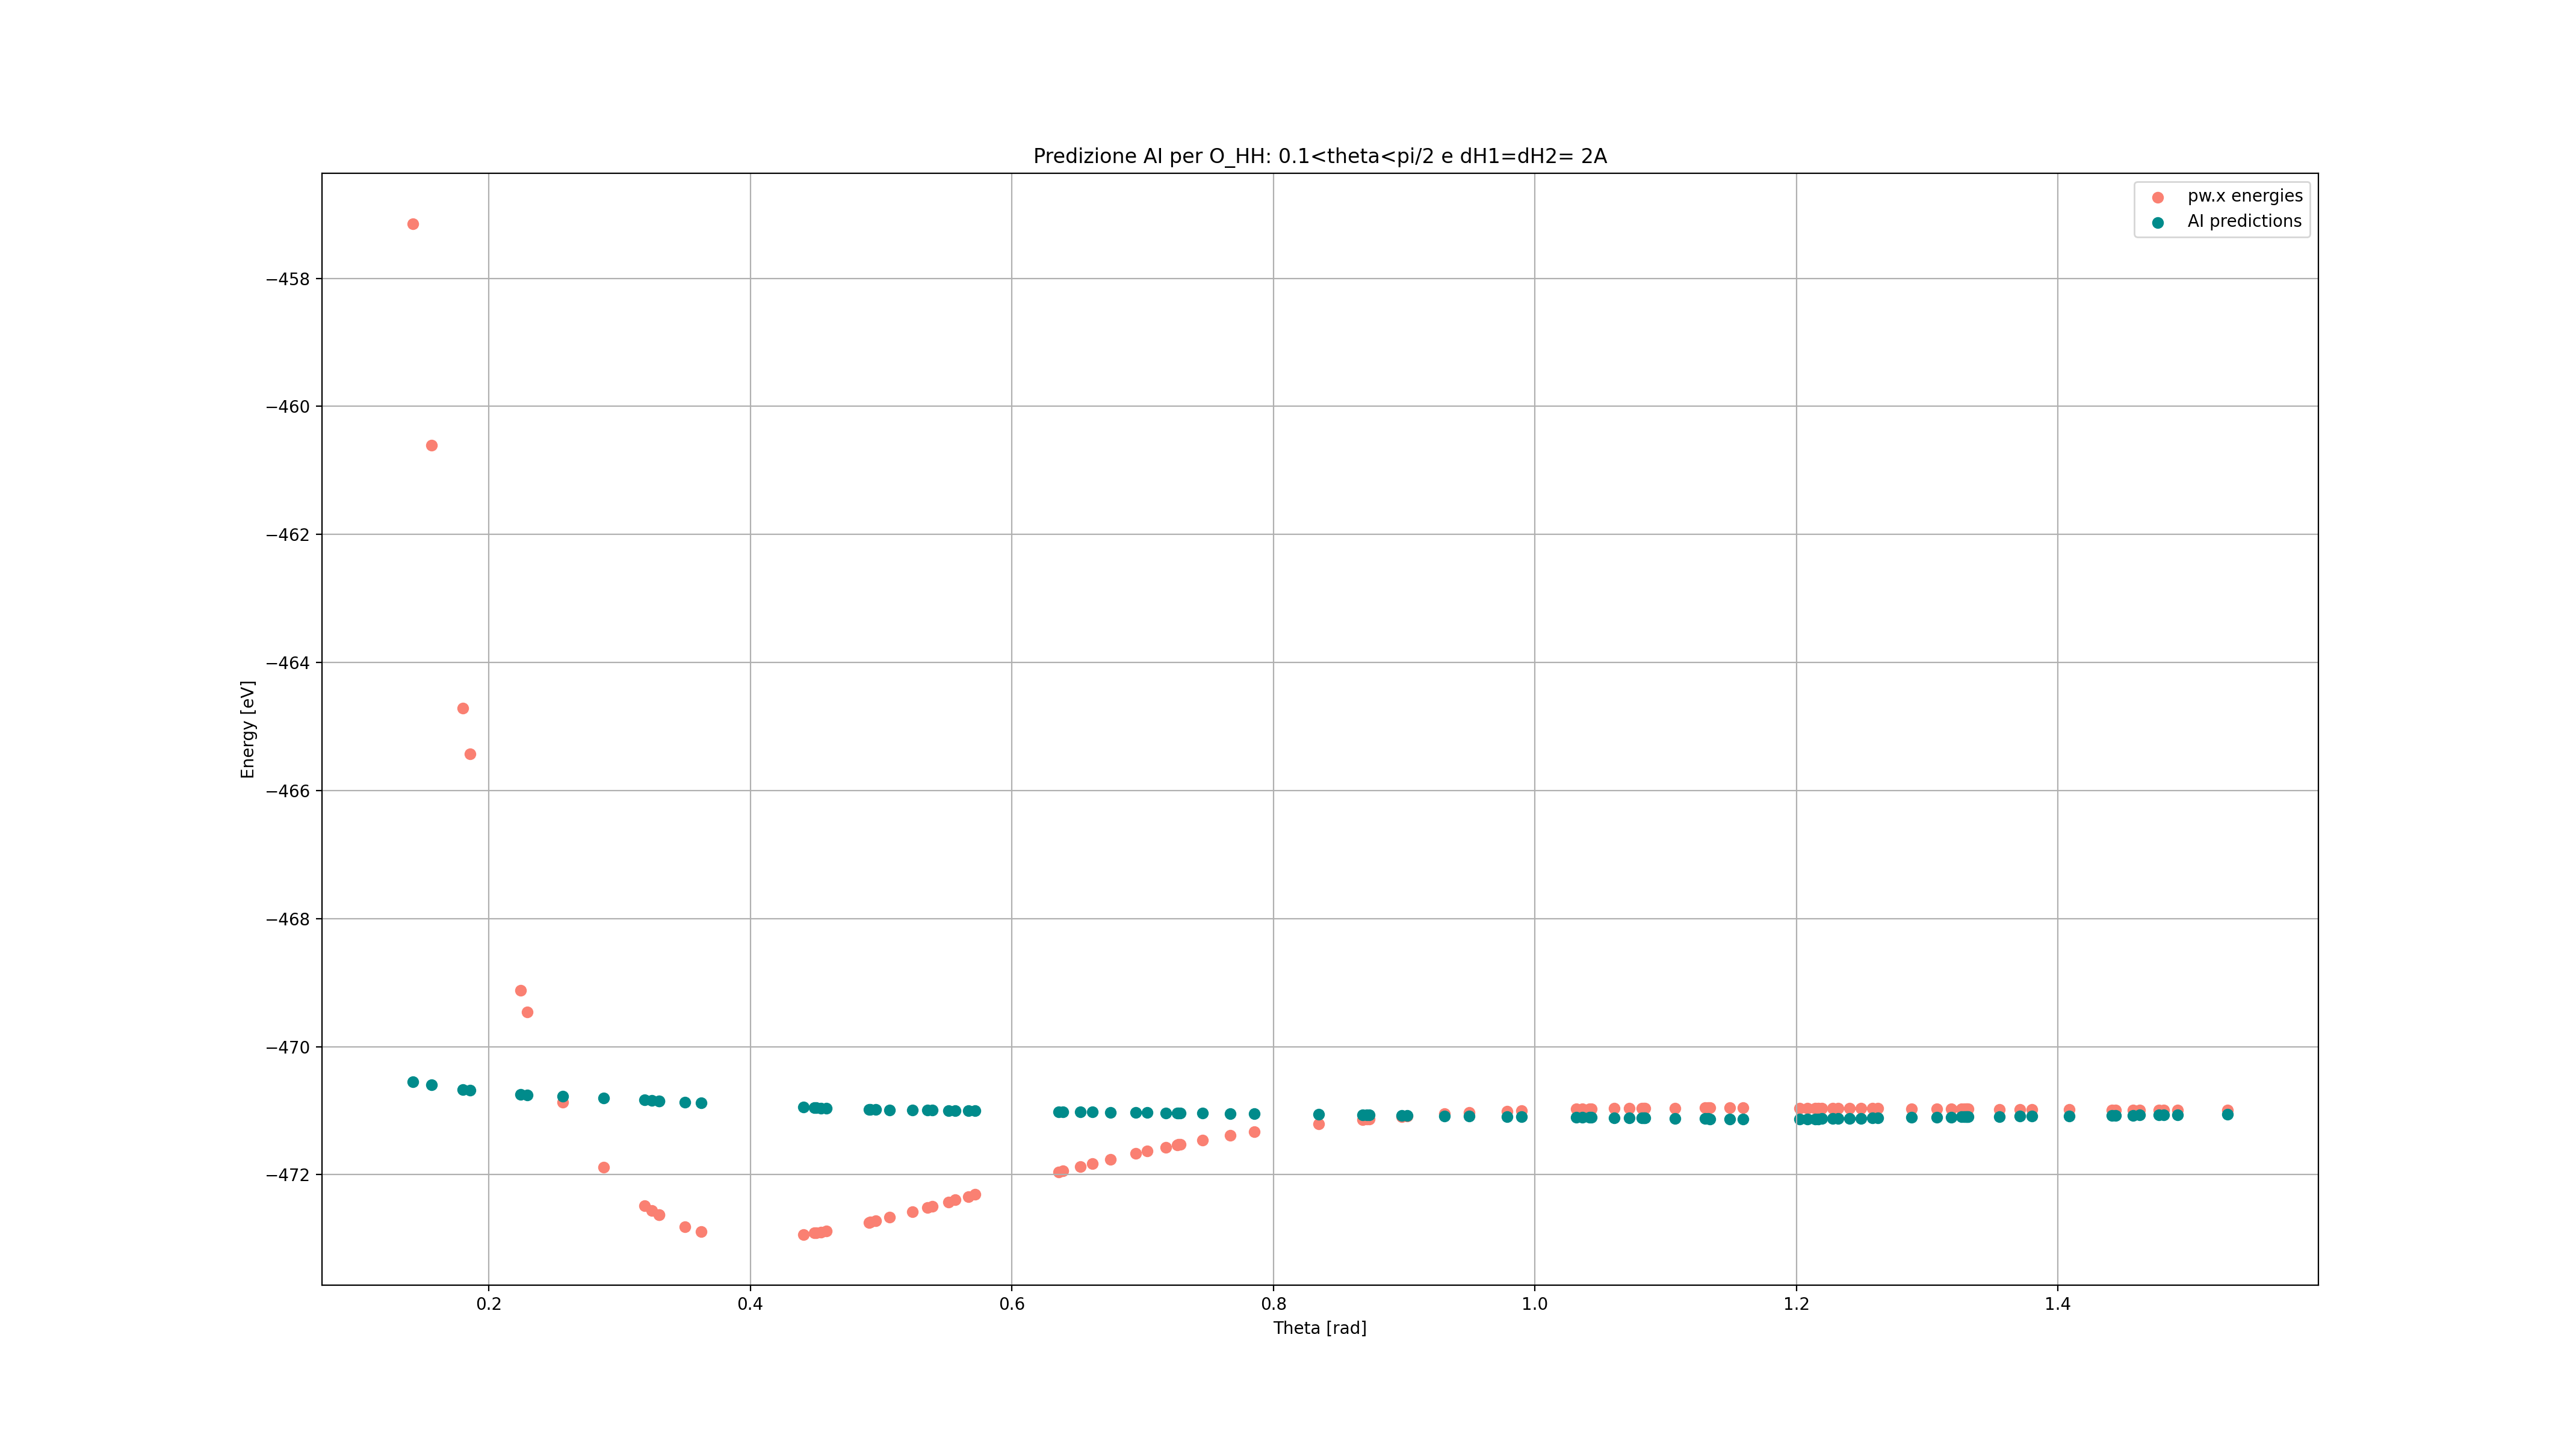 Predizione AI per O_HH: 0.1<theta<pi/2 e dH1=dH2= 2A
pw.x energies
AI predictions
−458
−460
−462
−464
−466
−468
−470
−472
Energy [eV]
0.2 0.4 0.6 0.8 1.0 1.2 1.4
Theta [rad]